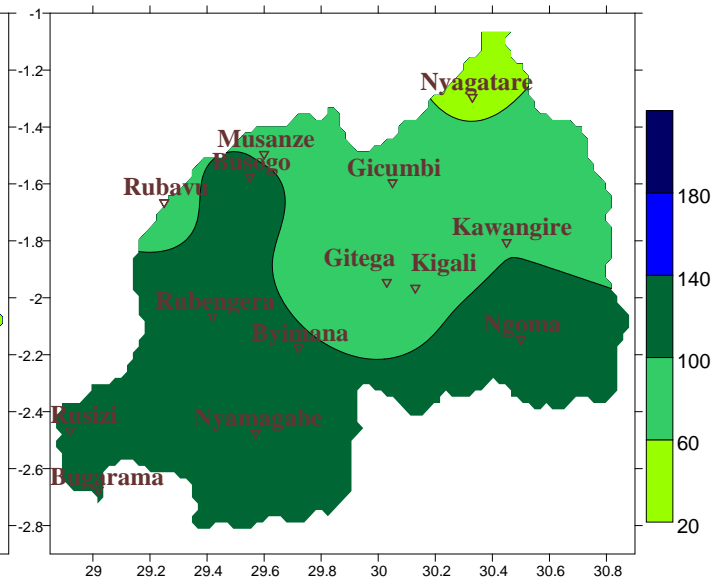 -1
-1.2
Nyagatare
-1.4
Musanze
Busogo
Gicumbi
-1.6
Rubavu
180
Kawangire
-1.8
Gitega
Kigali
140
-2
Rubengera
Ngoma
Byimana
-2.2
100
-2.4
Rusizi
Nyamagabe
60
-2.6
Bugarama
20
-2.8
29 29.2 29.4 29.6 29.8 30.0 30.2 30.4 30.6 30.8